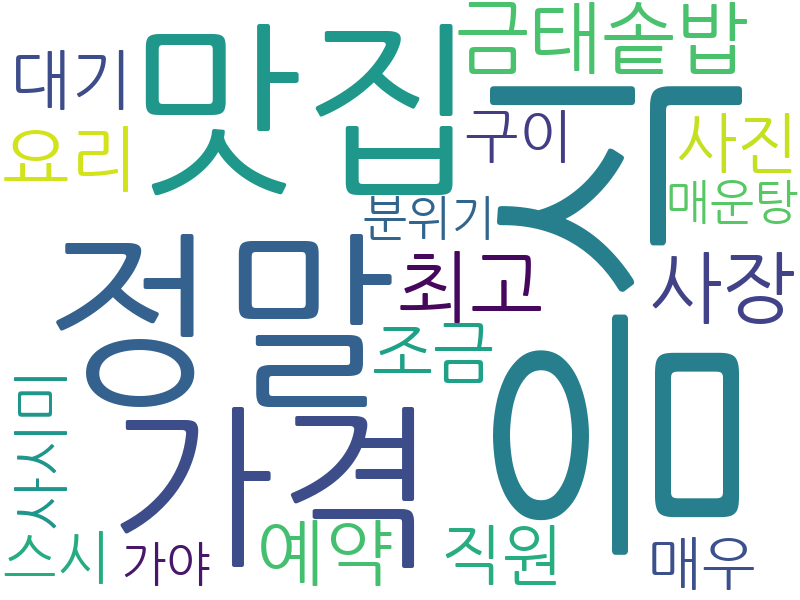 금태솥밥
맛집
대기
음식
구이
사진
요리
매운탕
분위기
정말
최고
사장
조금
사시미
가격
예약
직원
스시
가야
매우